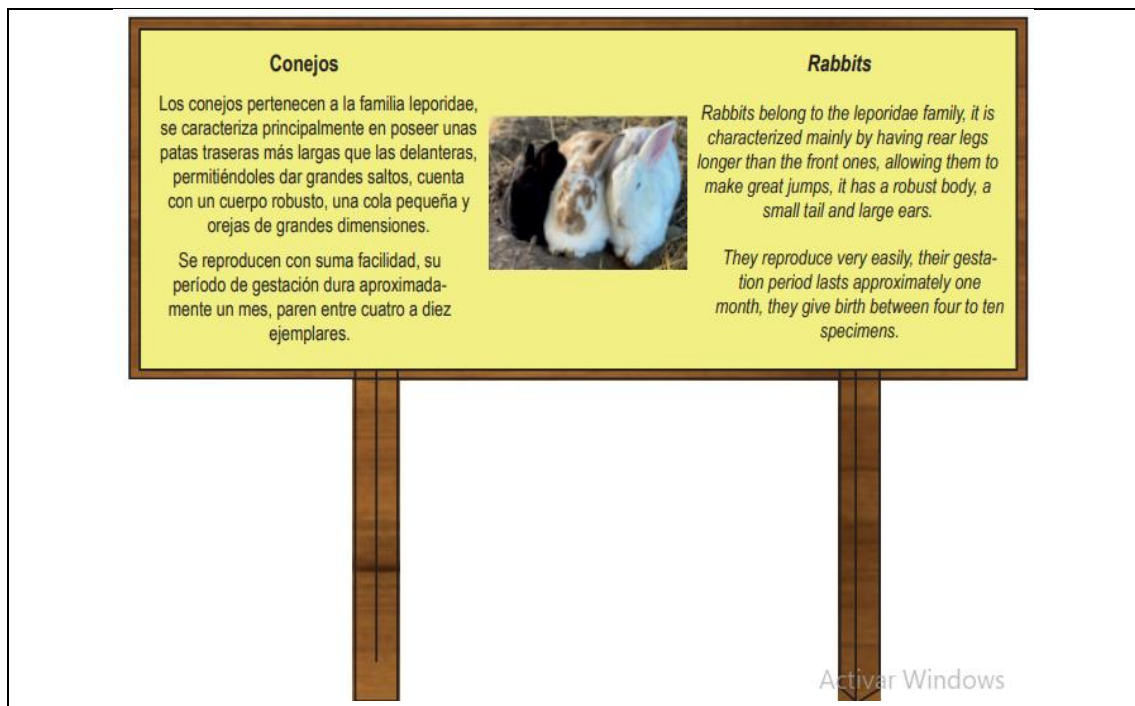 Conejos
Los conejos pertenecen a la familia leporidae,
se caracteriza principalmente en poseer unas
patas traseras más largas que las delanteras,
permitiéndoles dar grandes saltos, cuenta
con un cuerpo robusto, una cola pequeña y
orejas de grandes dimensiones.
Se reproducen con suma facilidad, su
período de gestación dura aproximada-
mente un mes, paren entre cuatro a diez
ejemplares.
Rabbits
Rabbits belong to the leporidae family, it is
characterized mainly by having rear legs
longer than the front ones, allowing them to
make great jumps, it has a robust body, a
small tail and large ears.
They reproduce very easily, their gesta-
tion period lasts approximately one
month, they give birth between four to ten
specimens.
Activar Windows